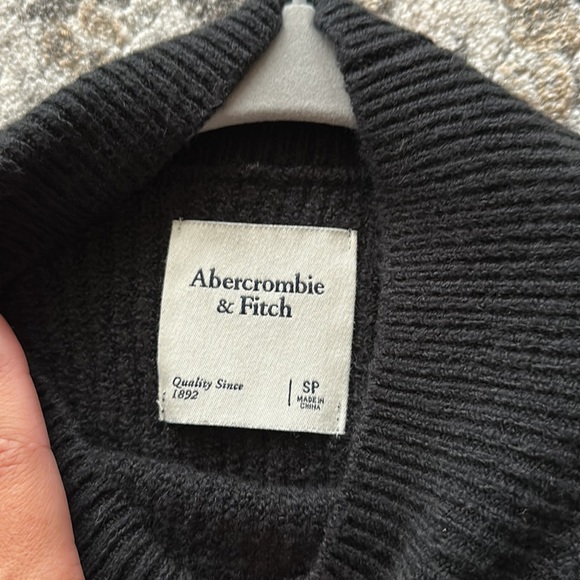 Abercrombie
& Fitch
Quality Since
1892
SP
MADE IN
CHINA